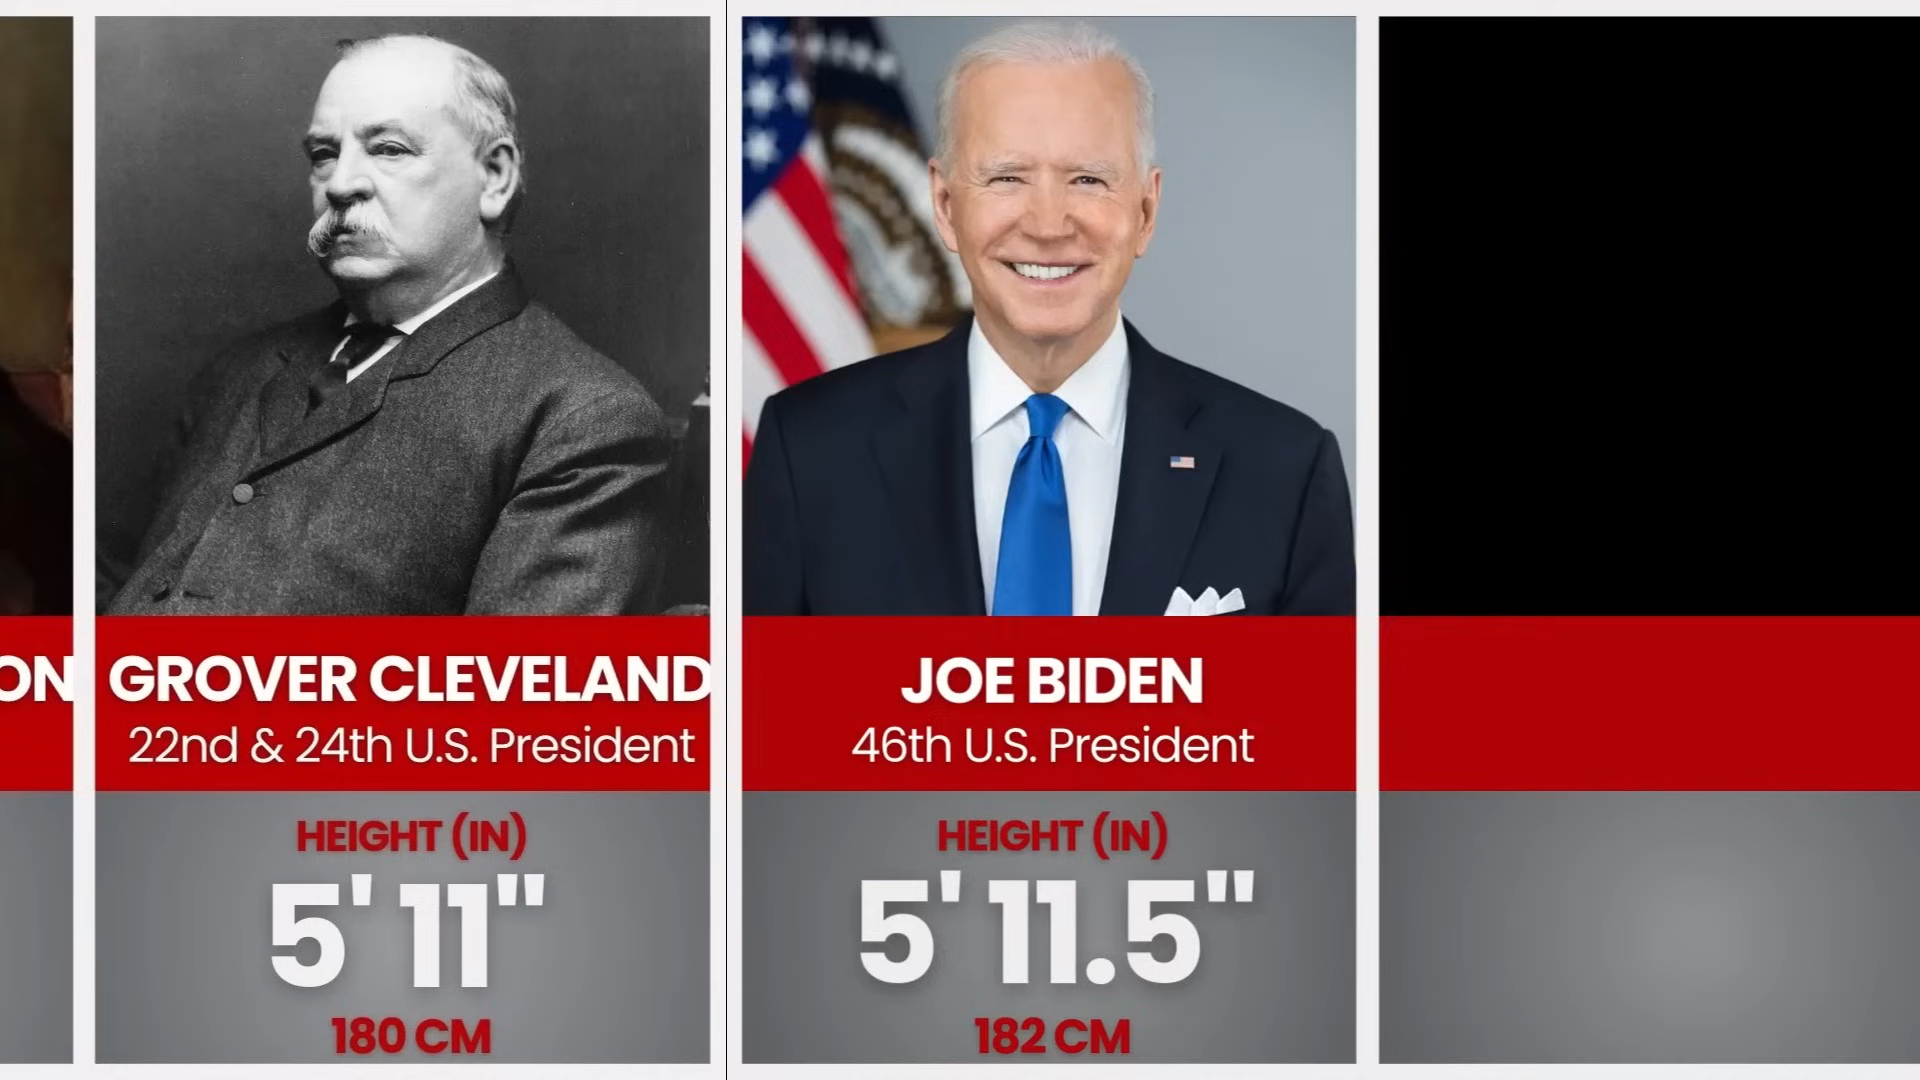 ON
GROVER CLEVELAND
22nd & 24th U.S. President
HEIGHT (IN)
5' 11"
180 CM
JOE BIDEN
46th U.S. President
HEIGHT (IN)
5' 11.5"
182 CM